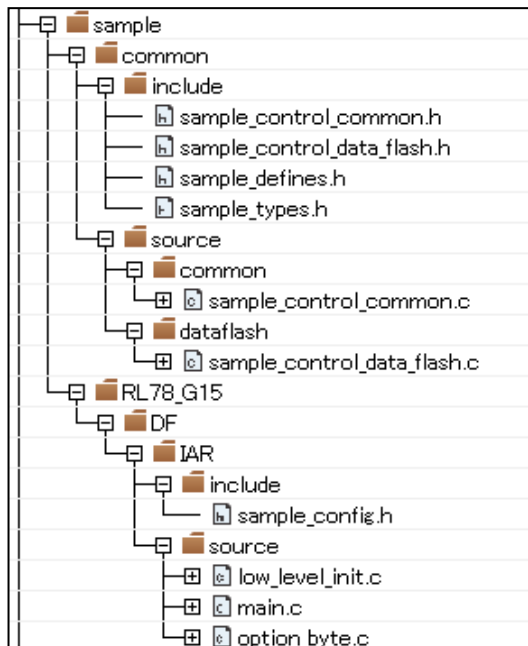 sample
common
include
sample_control_common.h
sample_control_data_flash.h
sample_defines.h
sample_types.h
source
common
sample_control_common.c
dataflash
sample_control_data_flash.c
RL78_G15
DF
IAR
include
sample_config.h
source
low_level_init.c
main.c
option_byte.c